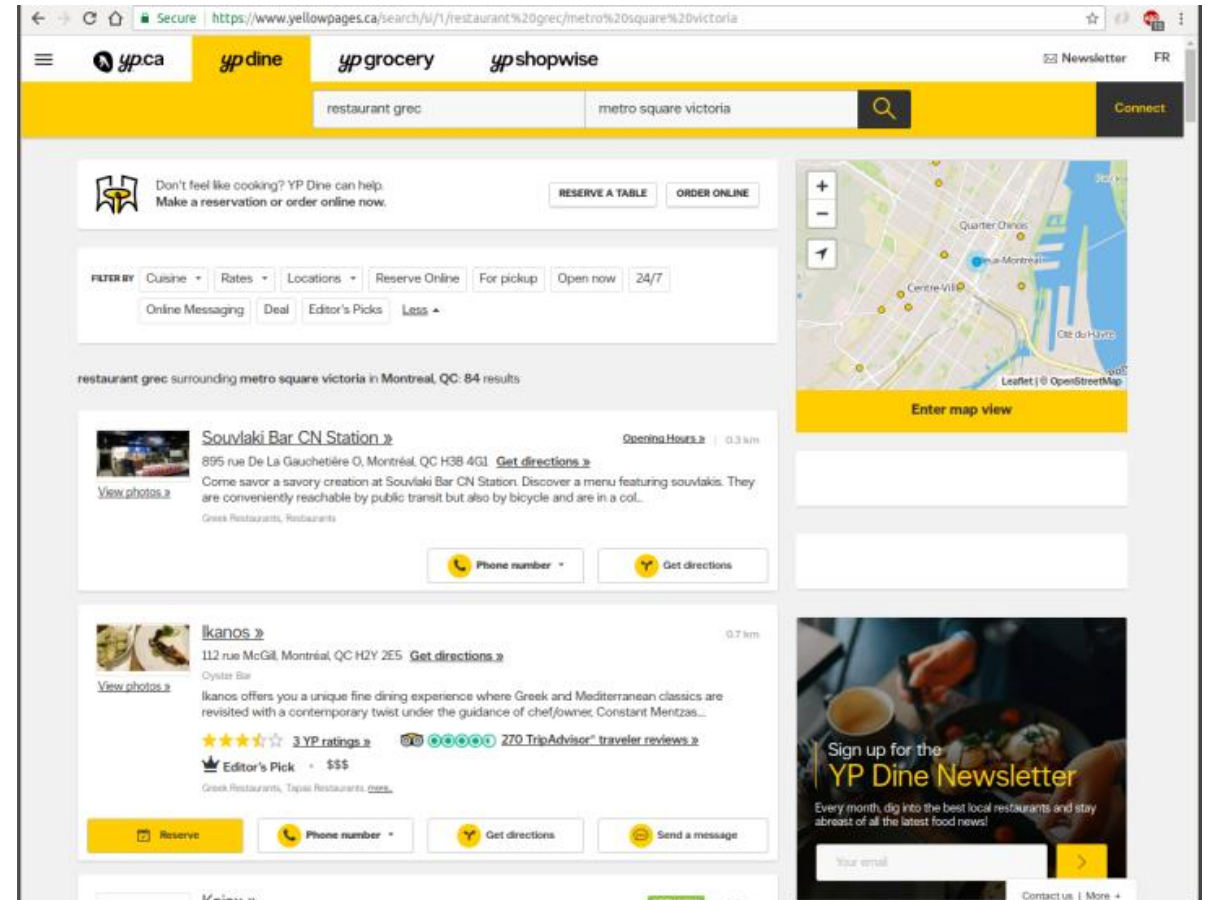 Secure https://www.yellowpages.ca/search/si/1/restaurant%20grec/metro%20square%20victoria
yp.ca yp dine yp grocery yp shopwise Newsletter FR
restaurant grec metro square victoria Connect
Don't feel like cooking? YP Dine can help.
Make a reservation or order online now.
RESERVE A TABLE ORDER ONLINE
FILTER BY Cuisine Rates Locations Reserve Online For pickup Open now 24/7
Online Messaging Deal Editor's Picks Less
restaurant grec surrounding metro square victoria in Montreal, QC: 84 results
+
−
Quartier Chinois
Centre-Ville
Cité du Havre
Leaflet | © OpenStreetMap
Enter map view
Souvlaki Bar CN Station »
Opening Hours » | 0.3 km
895 rue De La Gauchetière O, Montréal, QC H3B 4G1 Get directions »
Come savor a savory creation at Souvlaki Bar CN Station. Discover a menu featuring souvlakis. They
are conveniently reachable by public transit but also by bicycle and are in a col...
View photos »
Greek Restaurants, Restaurants
Phone number Get directions
Ikanos »
0.7 km
112 rue McGill, Montréal, QC H2Y 2E5 Get directions »
Oyster Bar
View photos »
Ikanos offers you a unique fine dining experience where Greek and Mediterranean classics are
revisited with a contemporary twist under the guidance of chef/owner, Constant Mentzas...
3 YP ratings » 270 TripAdvisor® traveler reviews »
Editor's Pick $$$
Greek Restaurants, Tapas Restaurants more...
Reserve Phone number Get directions Send a message
Sign up for the
YP Dine Newsletter
Every month, dig into the best local restaurants and stay
abreast of all the latest food news!
Your email >
Contact us | More +